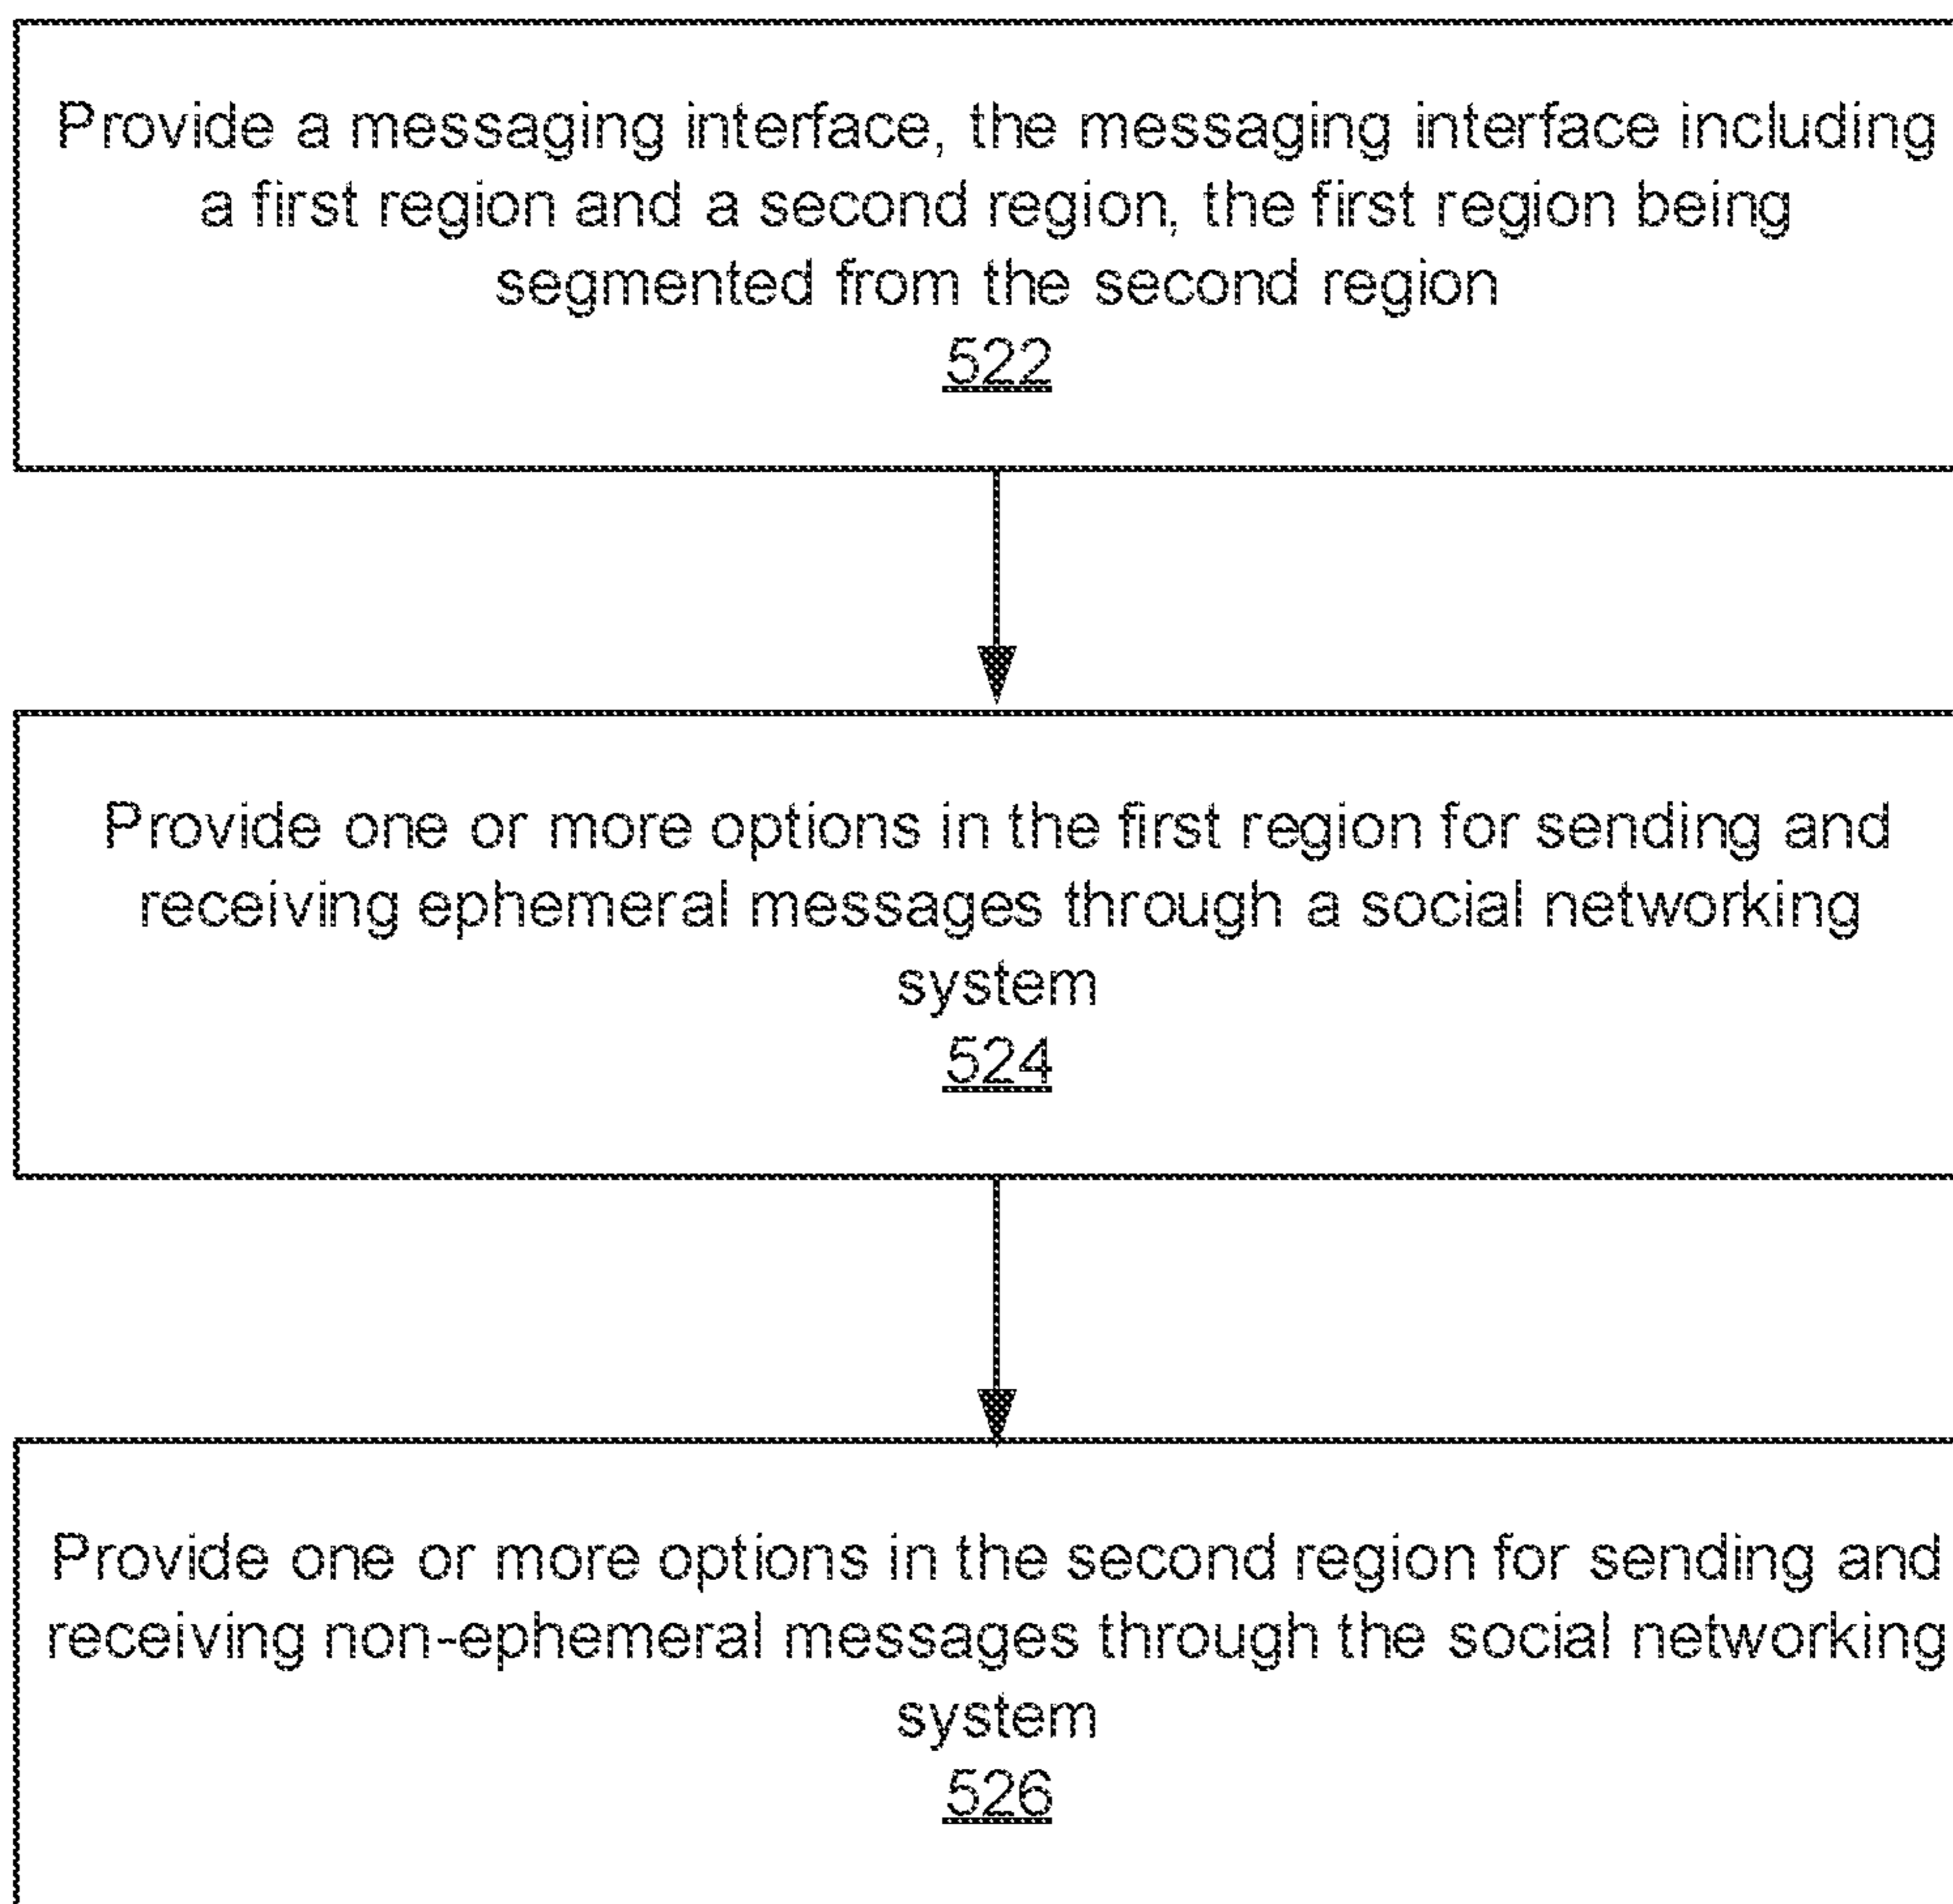 Provide a messaging interface, the messaging interface including
a first region and a second region, the first region being
segmented from the second region
522
Provide one or more options in the first region for sending and
receiving ephemeral messages through a social networking
system
524
Provide one or more options in the second region for sending and
receiving non-ephemeral messages through the social networking
system
526